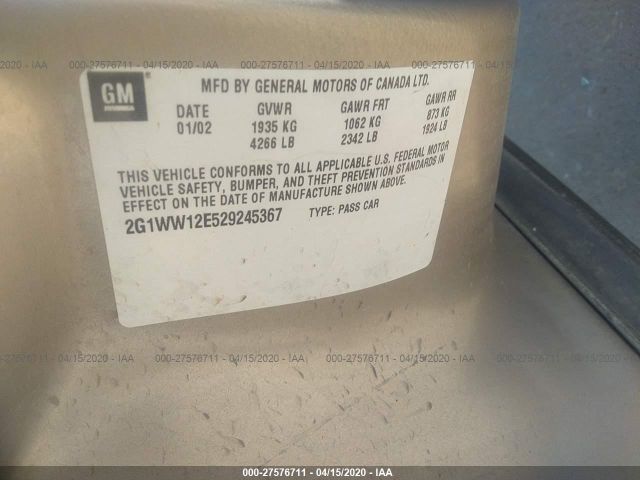 000-27576711 - 04/15/2020 - IAA
GM
MFD BY GENERAL MOTORS OF CANADA LTD.
DATE GVWR GAWR FRT GAWR RR
01/02 1935 KG 1062 KG 873 KG
4266 LB 2342 LB 1924 LB
THIS VEHICLE CONFORMS TO ALL APPLICABLE U.S. FEDERAL MOTOR
VEHICLE SAFETY, BUMPER, AND THEFT PREVENTION STANDARDS IN
EFFECT ON THE DATE OF MANUFACTURE SHOWN ABOVE.
2G1WW12E529245367 TYPE: PASS CAR
000-27576711 - 04/15/2020 - IAA
000-27576711 - 04/15/2020 - IAA